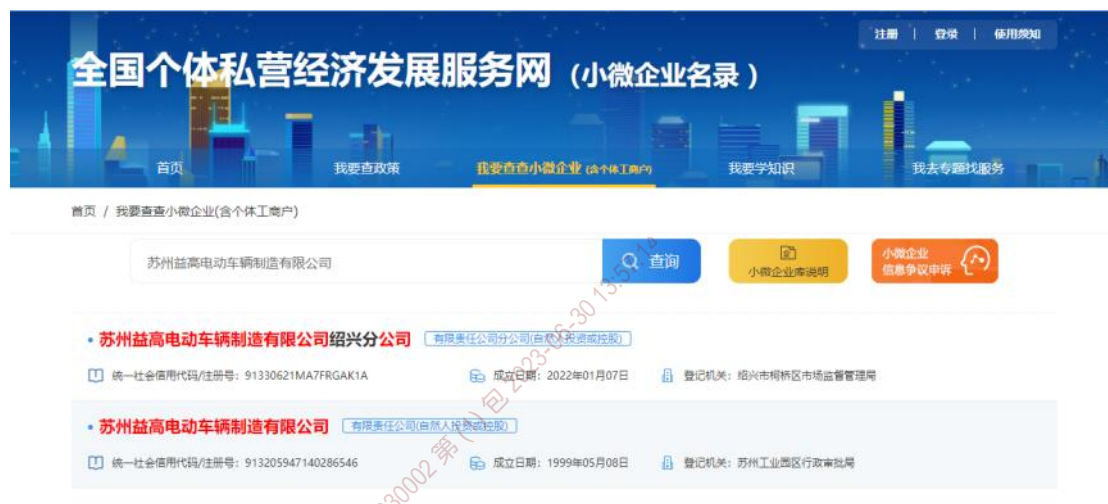 注册 | 登录 | 使用须知
全国个体私营经济发展服务网 (小微企业名录)
首页 我要查政策 我要查查小微企业 (含个体工商户) 我要学知识 我去专题找服务
首页 / 我要查查小微企业(含个体工商户)
苏州益高电动车辆制造有限公司 查询 小微企业库说明 小微企业 信息争议申诉
苏州益高电动车辆制造有限公司绍兴分公司 有限责任公司分公司(自然人投资或控股)
统一社会信用代码/注册号: 91330621MA7FRGAK1A 成立日期: 2022年01月07日 登记机关: 绍兴市柯桥区市场监督管理局
苏州益高电动车辆制造有限公司 有限责任公司(自然人投资或控股)
统一社会信用代码/注册号: 913205947140286546 成立日期: 1999年05月08日 登记机关: 苏州工业园区行政审批局
30002 第(1)包 2023-06-30 13:5